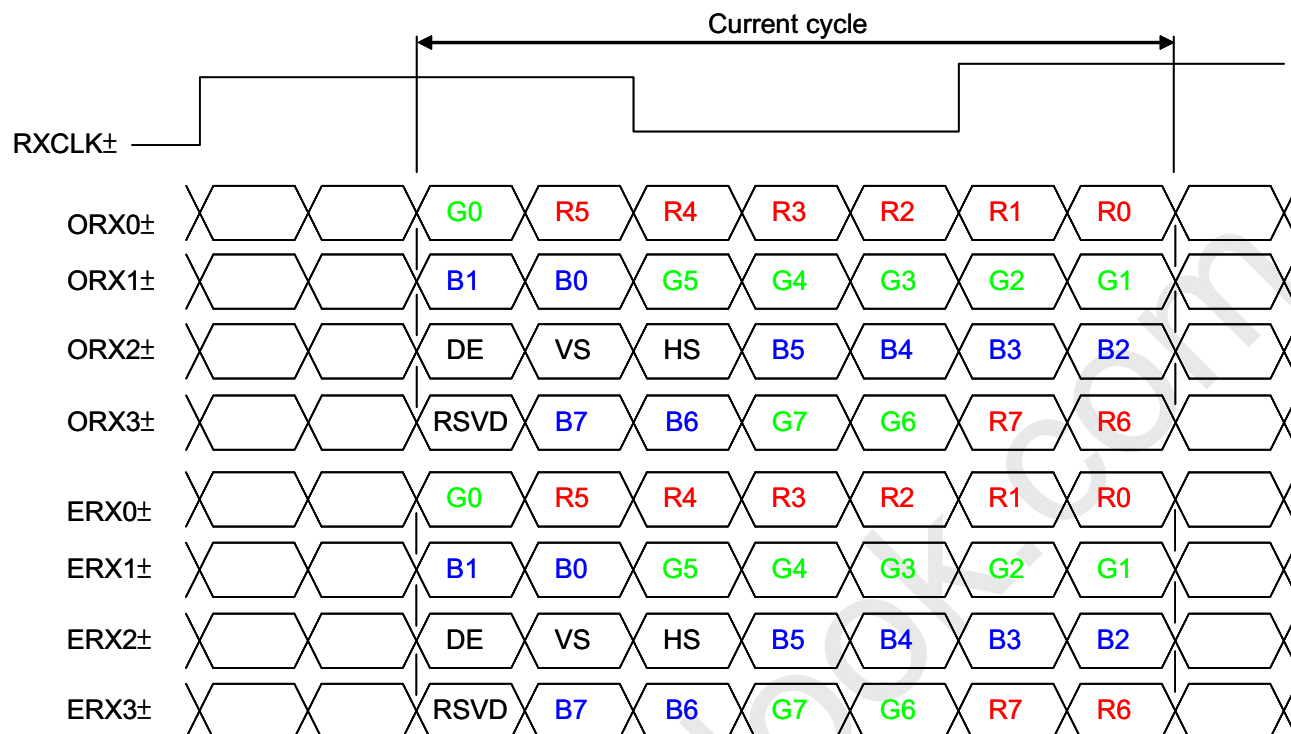 Current cycle
RXCLK±
ORX0± G0 R5 R4 R3 R2 R1 R0
ORX1± B1 B0 G5 G4 G3 G2 G1
ORX2± DE VS HS B5 B4 B3 B2
ORX3± RSVD B7 B6 G7 G6 R7 R6
ERX0± G0 R5 R4 R3 R2 R1 R0
ERX1± B1 B0 G5 G4 G3 G2 G1
ERX2± DE VS HS B5 B4 B3 B2
ERX3± RSVD B7 B6 G7 G6 R7 R6
look.com